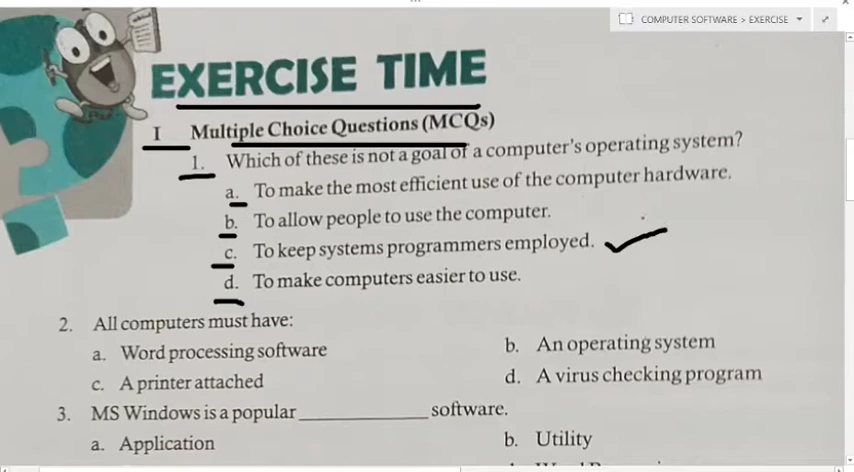 COMPUTER SOFTWARE > EXERCISE
EXERCISE TIME
I Multiple Choice Questions (MCQs)
1. Which of these is not a goal of a computer's operating system?
a. To make the most efficient use of the computer hardware.
b. To allow people to use the computer.
c. To keep systems programmers employed.
d. To make computers easier to use.
2. All computers must have:
a. Word processing software b. An operating system
c. A printer attached d. A virus checking program
3. MS Windows is a popular ______________ software.
a. Application b. Utility